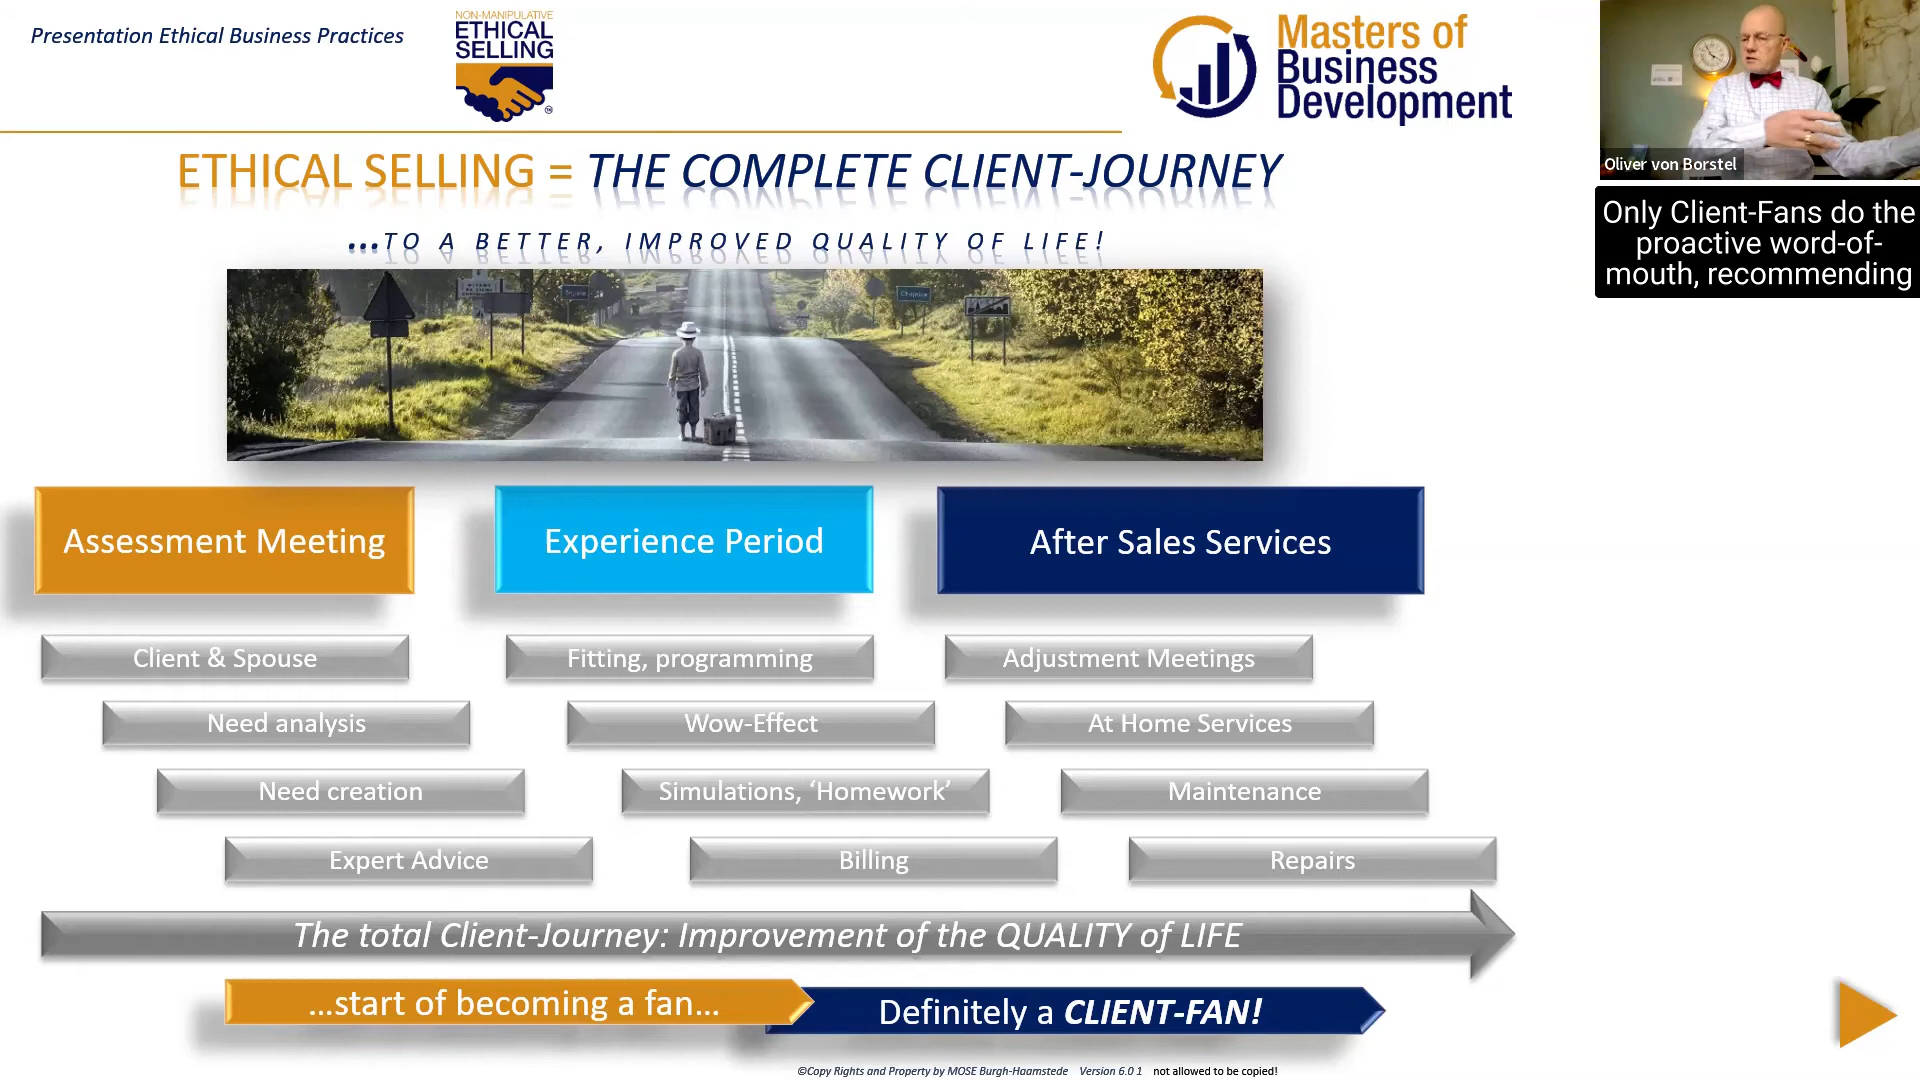 Presentation Ethical Business Practices
NON-MANIPULATIVE
ETHICAL
SELLING
Masters of
Business
Development
Oliver von Borstel
Only Client-Fans do the
proactive word-of-
mouth, recommending
ETHICAL SELLING = THE COMPLETE CLIENT-JOURNEY
...TO A BETTER, IMPROVED QUALITY OF LIFE!
Assessment Meeting
Experience Period
After Sales Services
Client & Spouse
Fitting, programming
Adjustment Meetings
Need analysis
Wow-Effect
At Home Services
Need creation
Simulations, ‘Homework’
Maintenance
Expert Advice
Billing
Repairs
The total Client-Journey: Improvement of the QUALITY of LIFE
...start of becoming a fan...
Definitely a CLIENT-FAN!
©Copy Rights and Property by MOSE Burgh-Haamstede Version 6.0 1 not allowed to be copied!